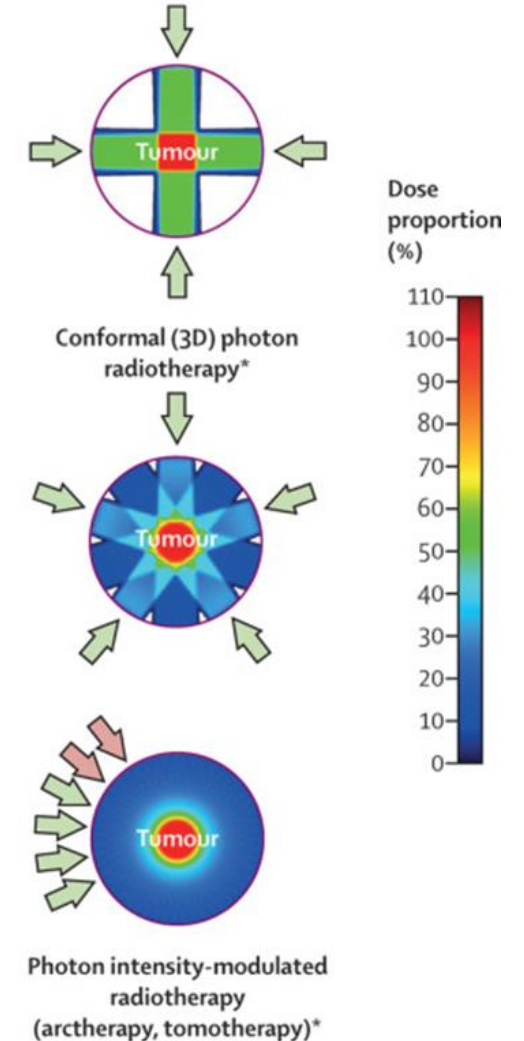 Tumour
Conformal (3D) photon
radiotherapy*
Tumour
Tumour
Photon intensity-modulated
radiotherapy
(arctherapy, tomotherapy)*
Dose
proportion
(%)
110
100
90
80
70
60
50
40
30
20
10
0